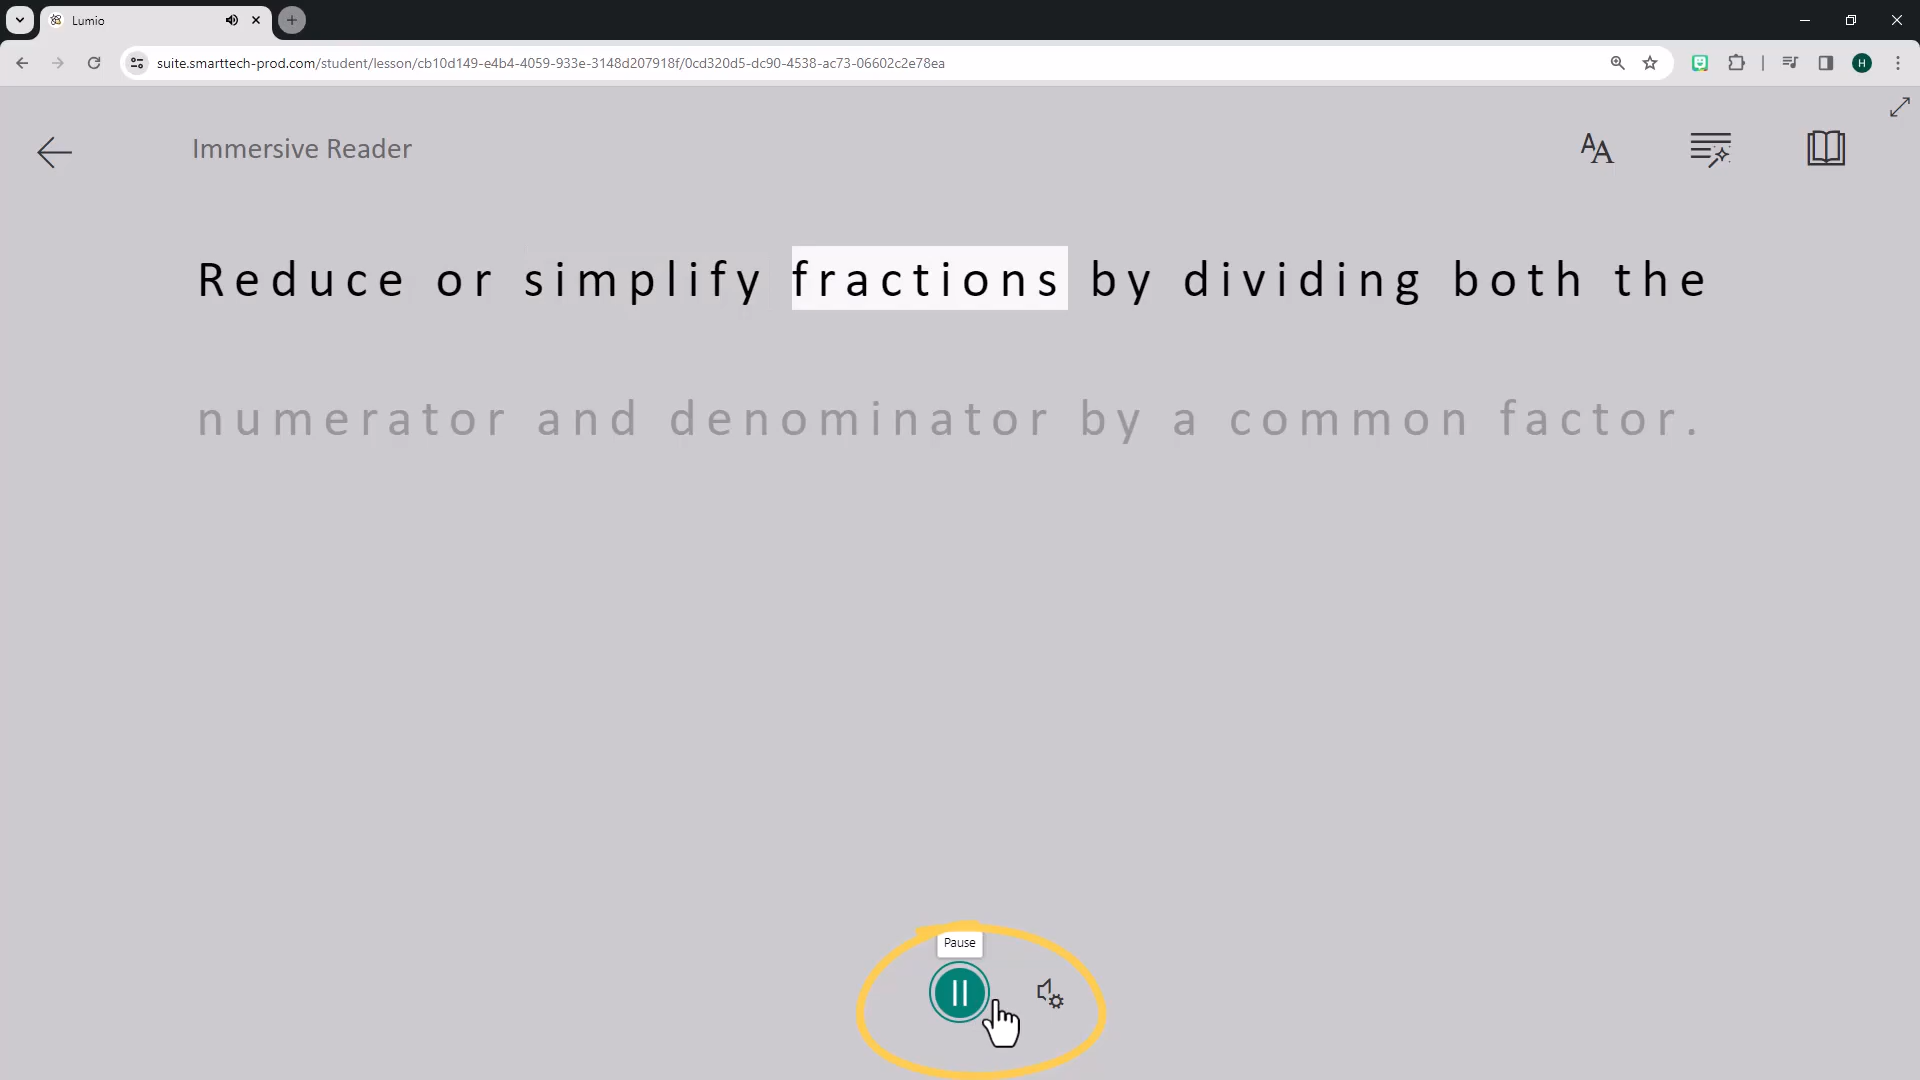 Lumio
suite.smarttech-prod.com/student/lesson/cb10d149-e4b4-4059-933e-3148d207918f/0cd320d5-dc90-4538-ac73-06602c2e78ea
H
Immersive Reader
Reduce or simplify fractions by dividing both the
numerator and denominator by a common factor.
Pause